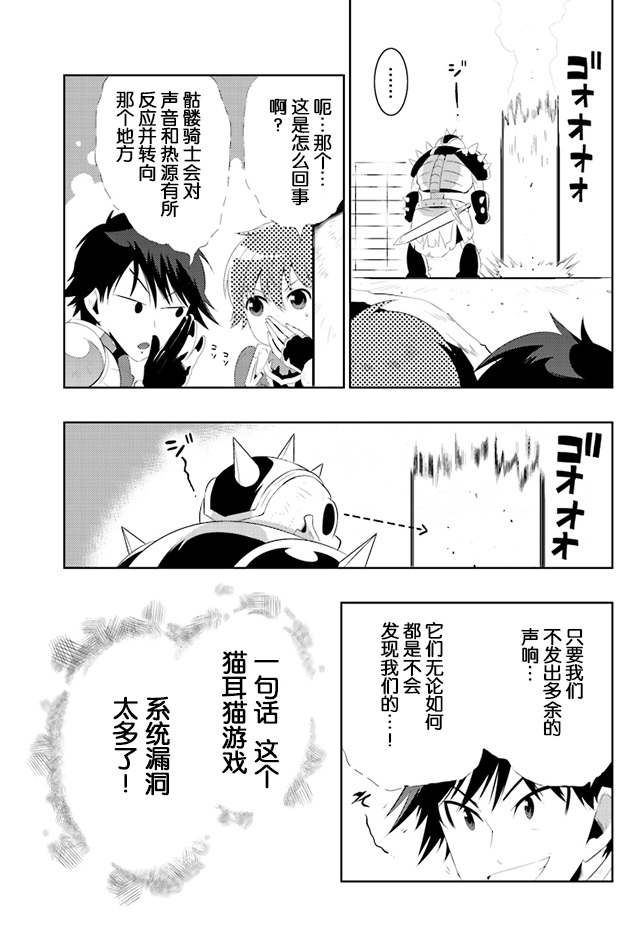 ゴオオオオオ
ジ
……
呃…那个…
这是怎么回事
啊?
骷髅骑士会对
声音和热源有所
反应并转向
那个地方
コソコソ
ゴオオオオ
只要我们
不发出多余的
声响…
它们无论如何
都是不会
发现我们的…!
一句话 这个
猫耳猫游戏
系统漏洞
太多了!